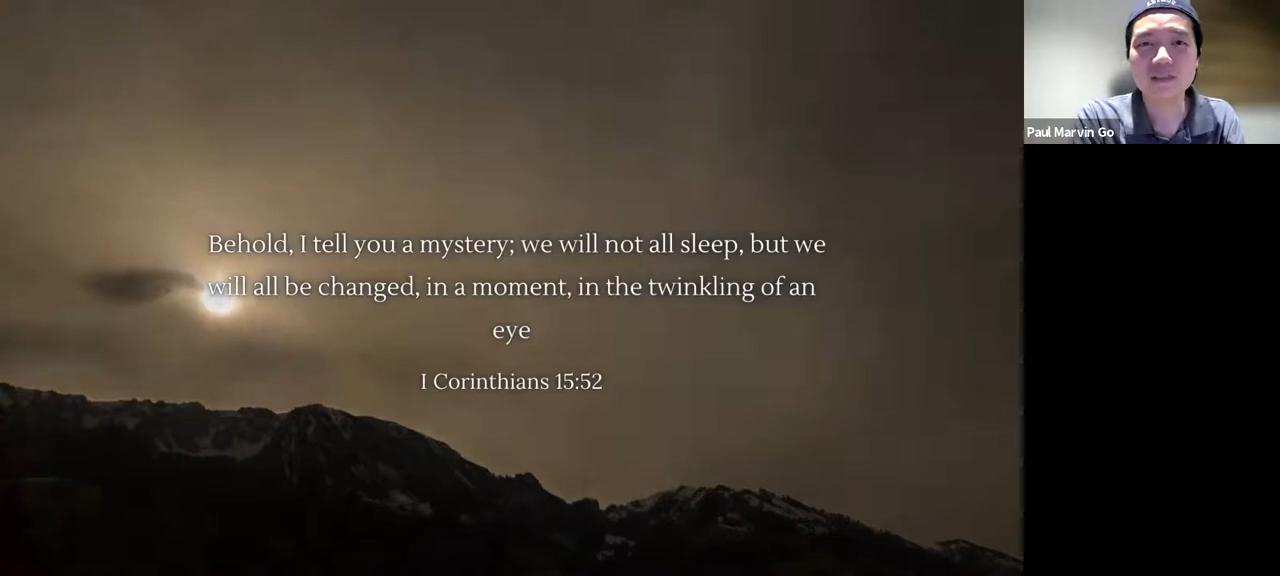 Behold, I tell you a mystery; we will not all sleep, but we
will all be changed, in a moment, in the twinkling of an
eye
I Corinthians 15:52
Paul Marvin Go